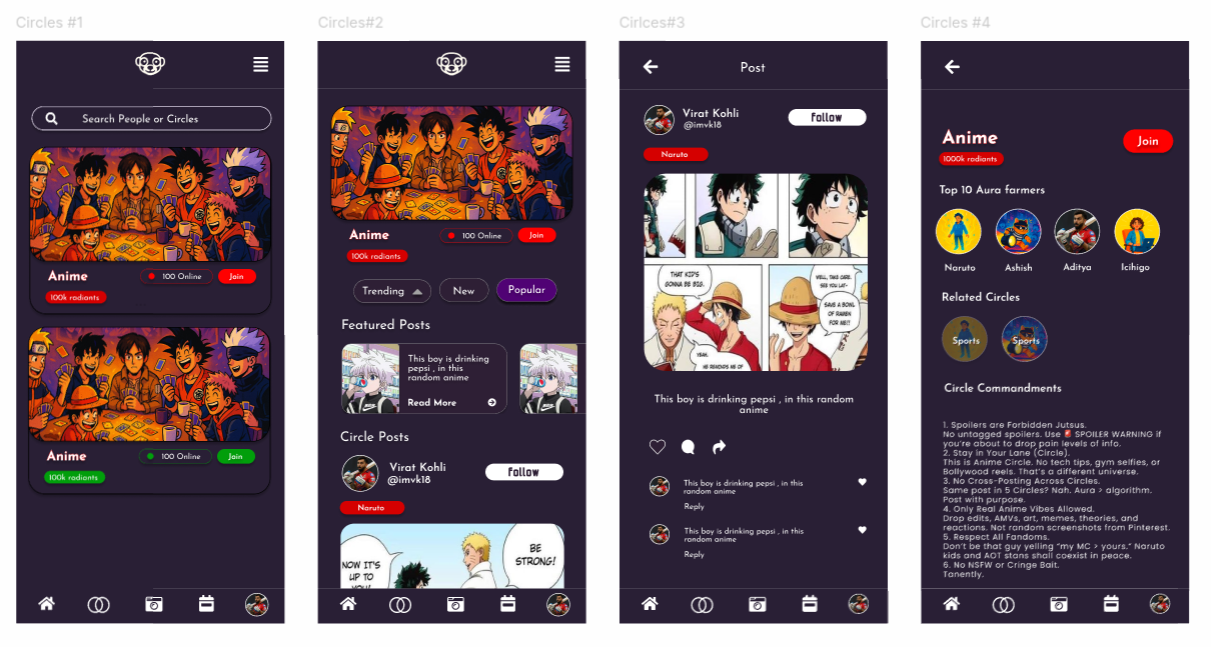 Circles #1
Search People or Circles
Anime
100 Online
Join
100k radiants
Anime
100 Online
Join
100k radiants
Circles#2
Anime
100 Online
Join
100k radiants
Trending
New
Popular
Featured Posts
This boy is drinking
pepsi , in this
random anime
Read More
Circle Posts
Virat Kohli
@imvk18
Follow
Naruto
NOW IT'S
UP TO
YOU!
BE
STRONG!
Cirlces#3
Post
Virat Kohli
@imvk18
Follow
Naruto
THAT KID'S
GONNA BE BIG.
WELL, THIS GIRL.
SEE YOU LAT-
SAVE A BOWL
OF RAMEN
FOR ME!!
YEAH.
HE REMINDS ME OF
This boy is drinking pepsi , in this random
anime
This boy is drinking pepsi , in this
random anime
Reply
This boy is drinking pepsi , in this
random anime
Reply
Circles #4
Anime
Join
1000k radiants
Top 10 Aura farmers
Naruto
Ashish
Aditya
Icihigo
Related Circles
Sports
Sports
Circle Commandments
1. Spoilers are Forbidden Jutsus.
No untagged spoilers. Use 🚨 SPOILER WARNING if
you're about to drop pain levels of info.
2. Stay in Your Lane (Circle).
This is Anime Circle. No tech tips, gym selfies, or
Bollywood reels. That's a different universe.
3. No Cross-Posting Across Circles.
Same post in 5 Circles? Nah. Aura > algorithm.
Post with purpose.
4. Only Real Anime Vibes Allowed.
Drop edits, AMVs, art, memes, theories, and
reactions. Not random screenshots from Pinterest.
5. Respect All Fandoms.
Don't be that guy yelling "my MC > yours." Naruto
kids and AOT stans shall coexist in peace.
6. No NSFW or Cringe Bait.
Tanently.